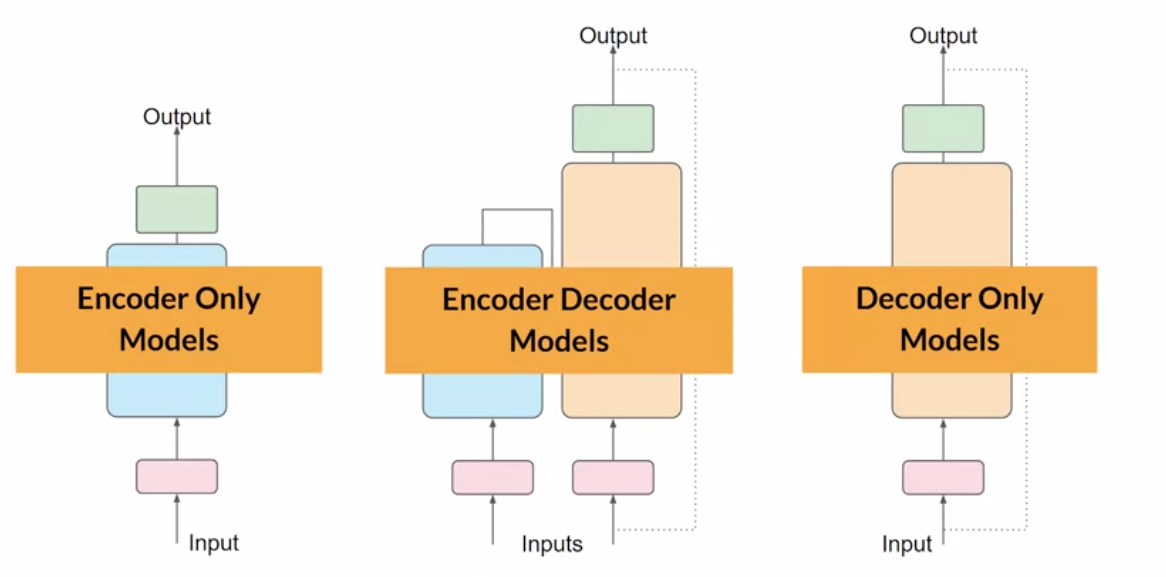 Output
Encoder Only
Models
Input
Output
Encoder Decoder
Models
Inputs
Output
Decoder Only
Models
Input